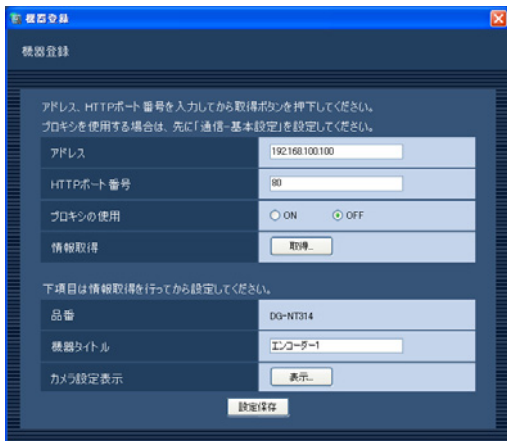 機器登録
機器登録
アドレス、HTTPポート番号を入力してから取得ボタンを押下してください。
プロキシを使用する場合は、先に「通信-基本設定」を設定してください。
アドレス 192.168.100.100
HTTPポート番号 80
プロキシの使用 ON OFF
情報取得 取得...
下項目は情報取得を行ってから設定してください。
品番 DG-NT314
機器タイトル エンコーダー1
カメラ設定表示 表示...
設定保存